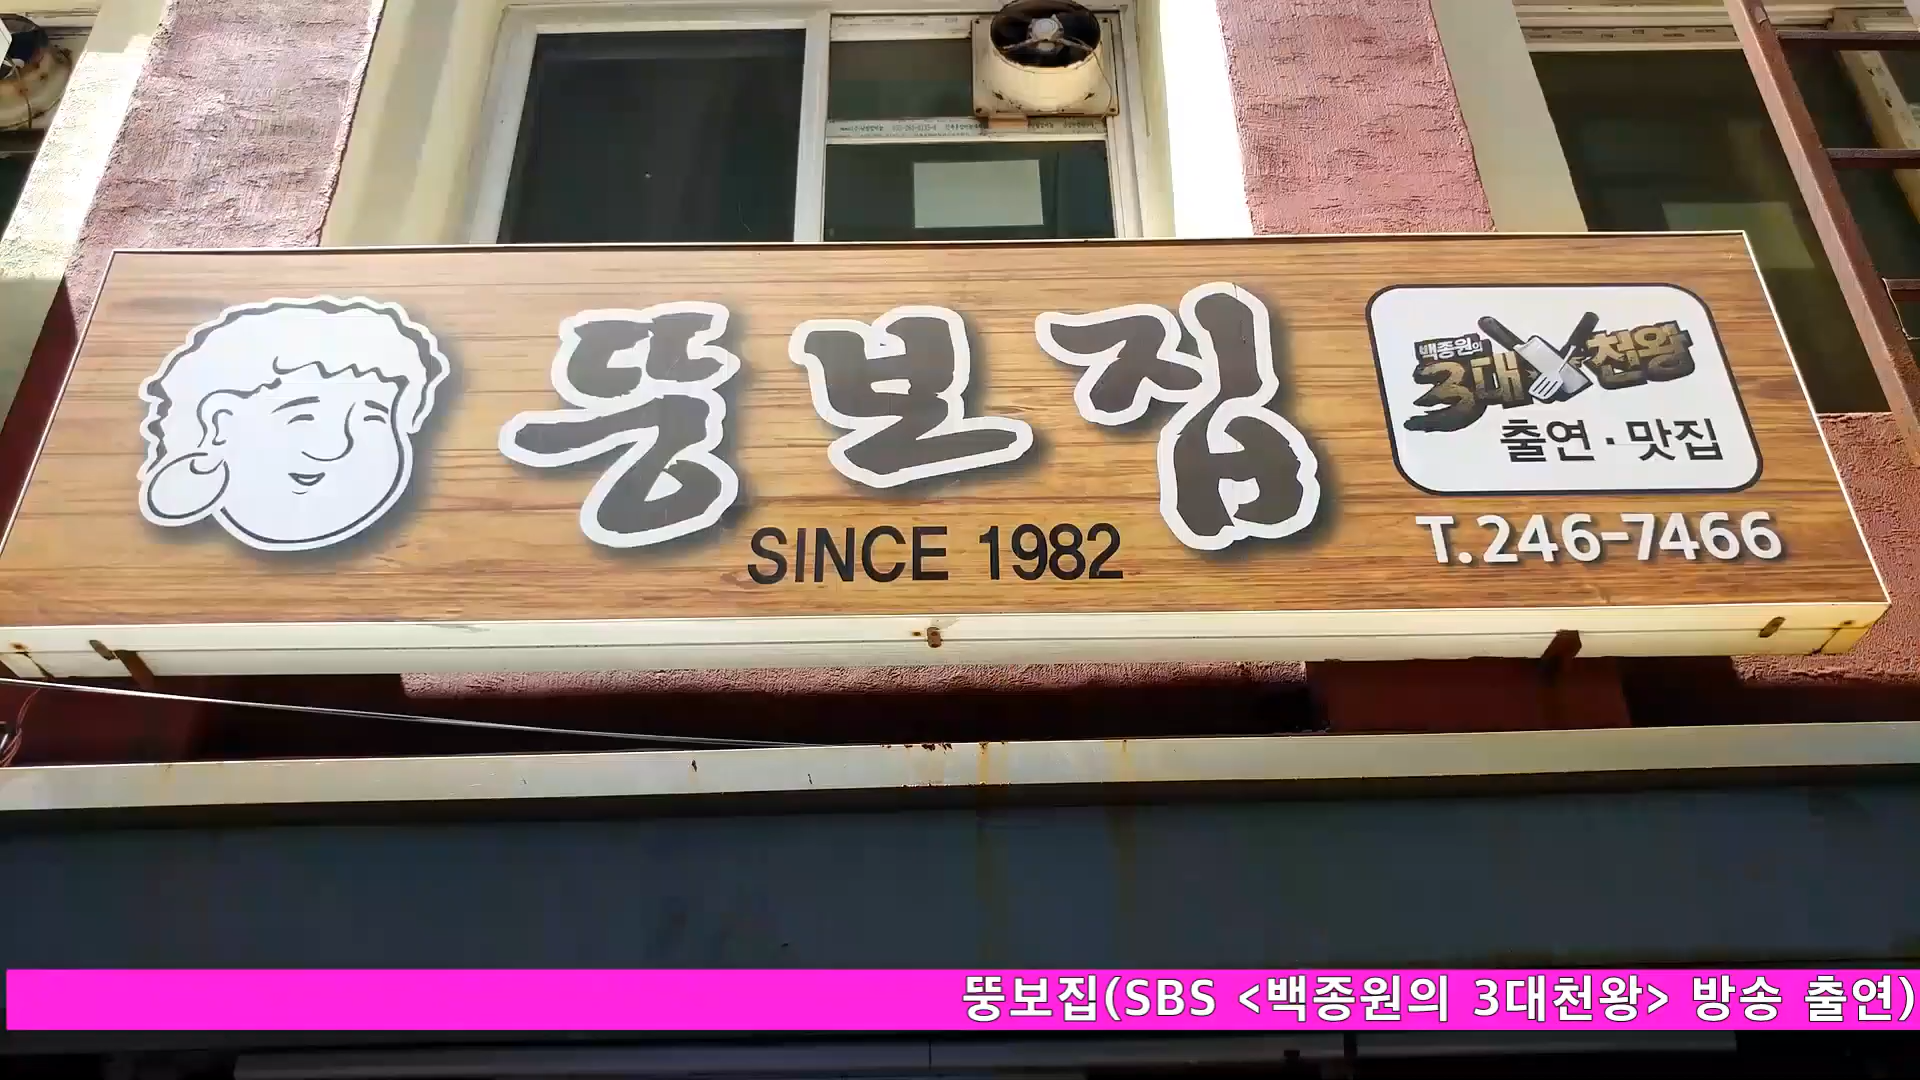 뚱보집
SINCE 1982
백종원의
3대천왕
출연·맛집
T.246-7466
뚱보집(SBS <백종원의 3대천왕> 방송 출연)